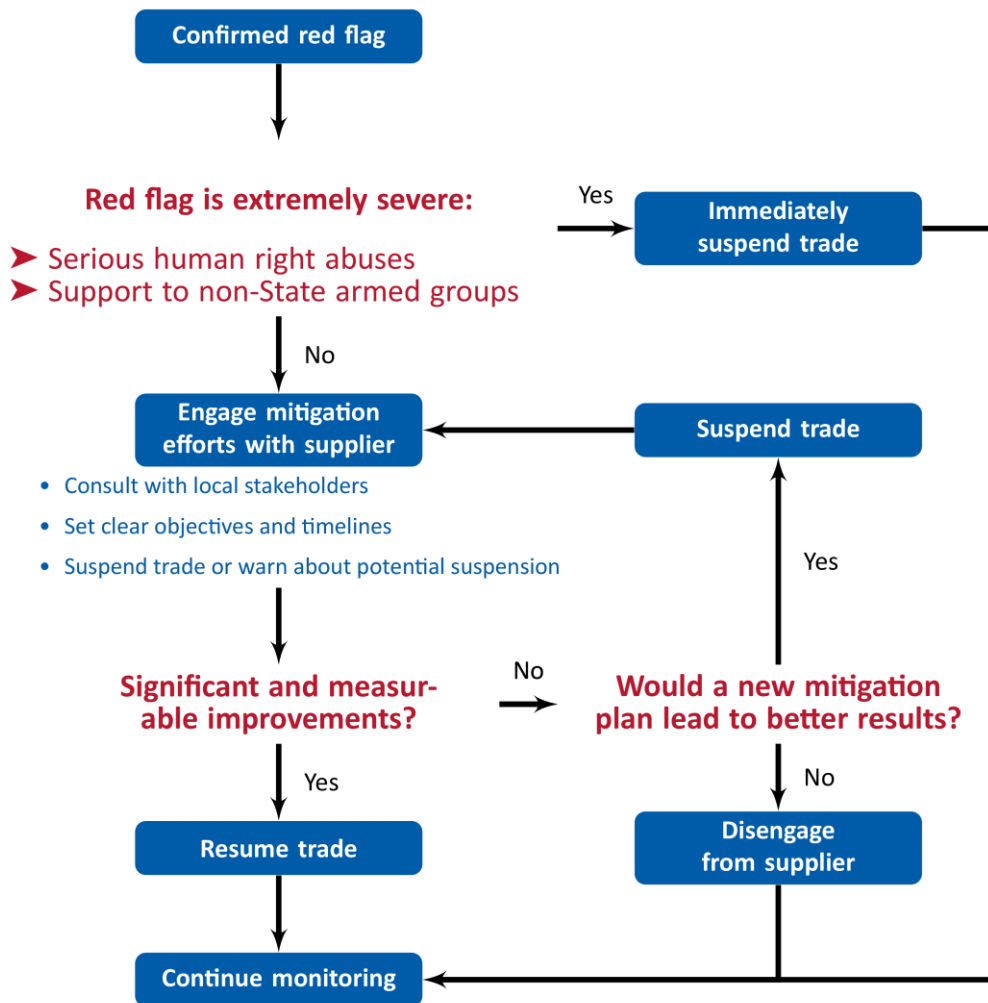 Confirmed red flag
Red flag is extremely severe:
➤ Serious human right abuses
➤ Support to non-State armed groups
Yes
Immediately
suspend trade
No
Engage mitigation
efforts with supplier
Suspend trade
• Consult with local stakeholders
• Set clear objectives and timelines
• Suspend trade or warn about potential suspension
Yes
Significant and measur-
able improvements?
No
Would a new mitigation
plan lead to better results?
Yes
No
Resume trade
Disengage
from supplier
Continue monitoring